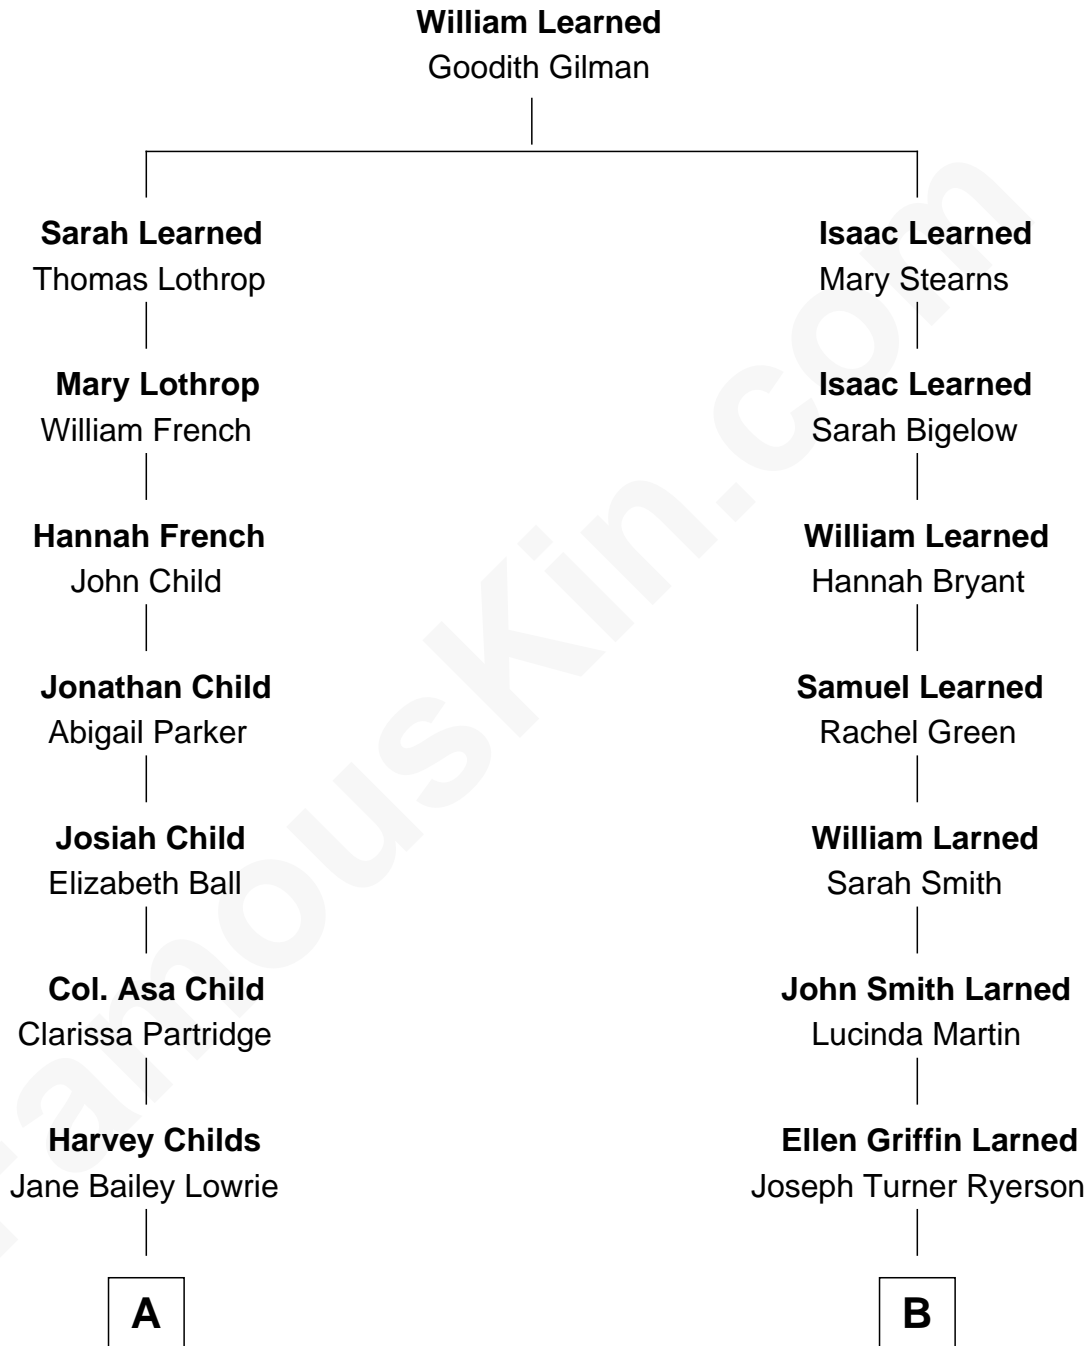 William Learned
Goodith Gilman
Sarah Learned
Thomas Lothrop
Isaac Learned
Mary Stearns
Mary Lothrop
William French
Isaac Learned
Sarah Bigelow
Hannah French
John Child
William Learned
Hannah Bryant
Jonathan Child
Abigail Parker
Samuel Learned
Rachel Green
Josiah Child
Elizabeth Ball
William Larned
Sarah Smith
Col. Asa Child
Clarissa Partridge
John Smith Larned
Lucinda Martin
Harvey Childs
Jane Bailey Lowrie
Ellen Griffin Larned
Joseph Turner Ryerson
A
B
FamousKin.com